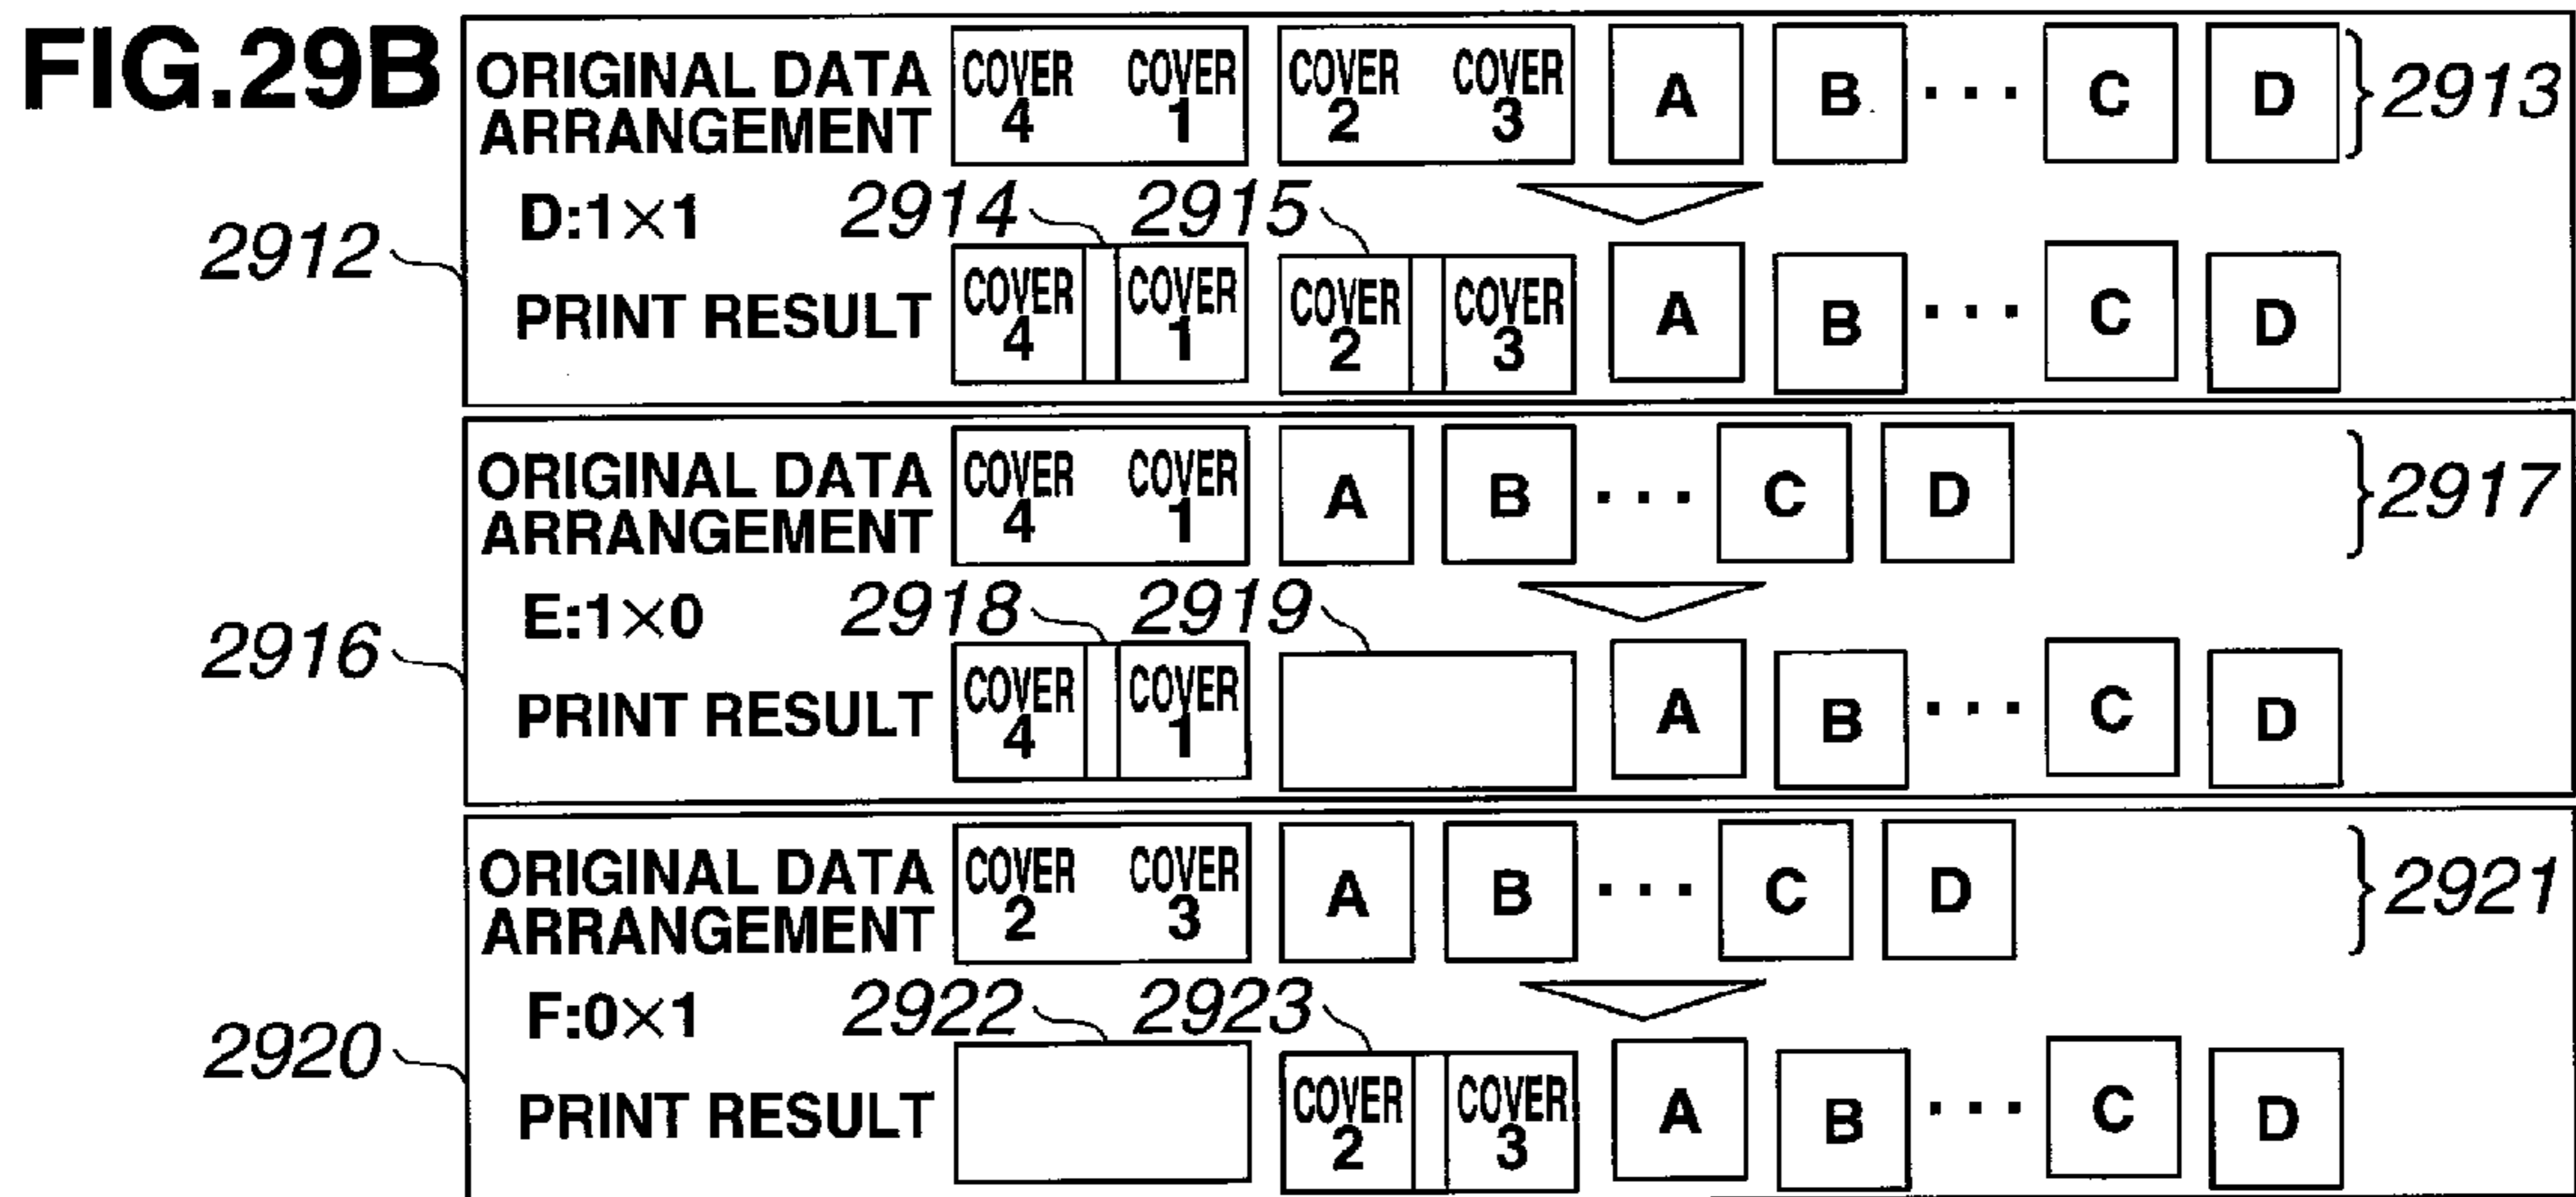 FIG.29B
ORIGINAL DATA ARRANGEMENT COVER 4 COVER 1 COVER 2 COVER 3 A B ... C D 2913
D:1×1 2914 2915
2912
PRINT RESULT COVER 4 COVER 1 COVER 2 COVER 3 A B ... C D
ORIGINAL DATA ARRANGEMENT COVER 4 COVER 1 A B ... C D 2917
E:1×0 2918 2919
2916
PRINT RESULT COVER 4 COVER 1 A B ... C D
ORIGINAL DATA ARRANGEMENT COVER 2 COVER 3 A B ... C D 2921
F:0×1 2922 2923
2920
PRINT RESULT COVER 2 COVER 3 A B ... C D